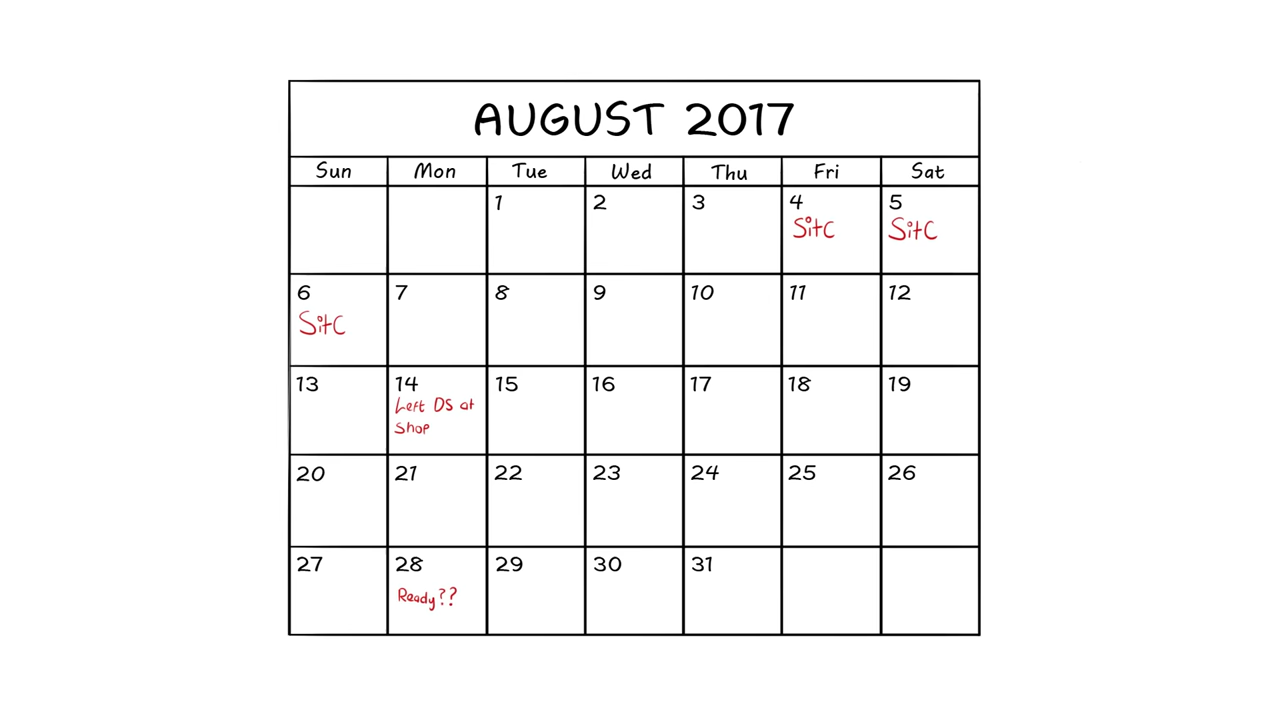 AUGUST 2017
Sun Mon Tue Wed Thu Fri Sat
1 2 3 4 5
SitC SitC
6 7 8 9 10 11 12
SitC
13 14 15 16 17 18 19
Left DS at
Shop
20 21 22 23 24 25 26
27 28 29 30 31
Ready??